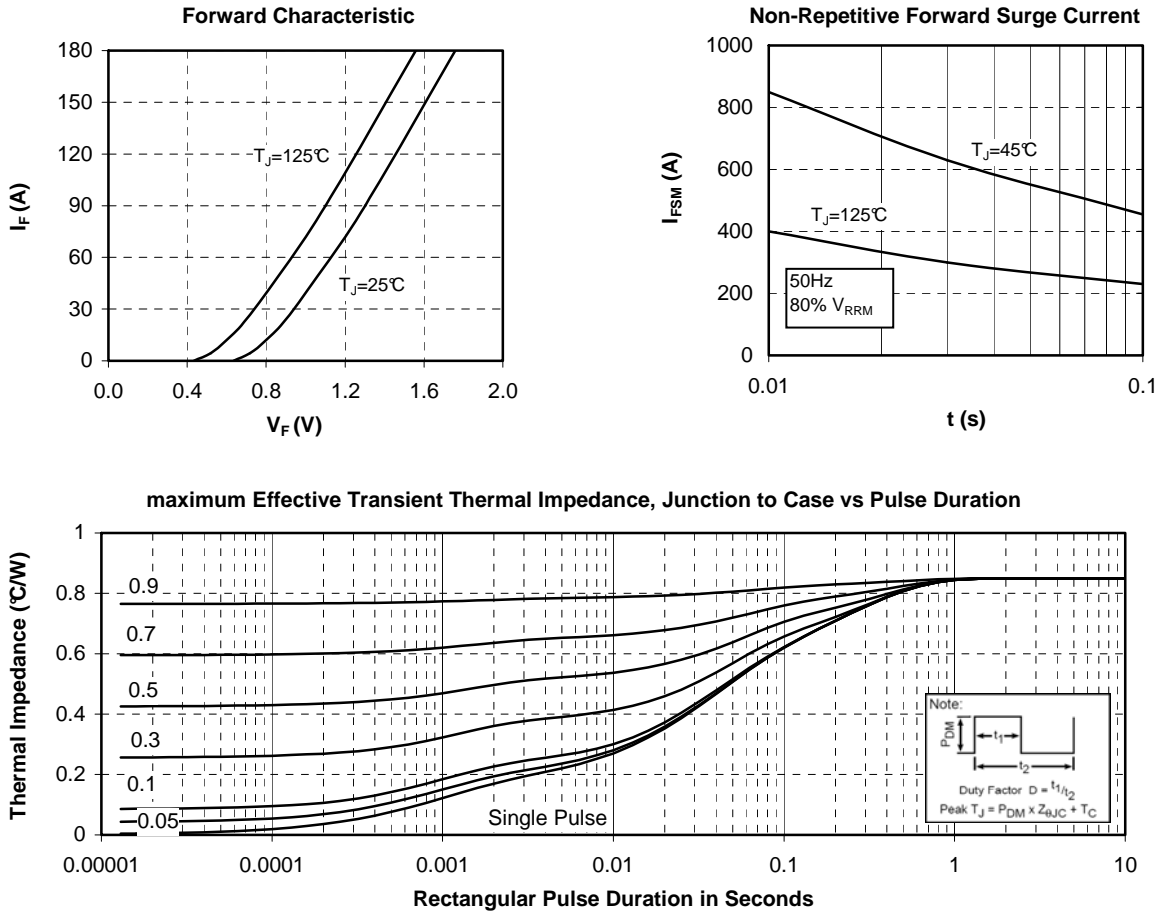 Forward Characteristic
180
150
120
90
60
30
0
I_F (A)
T_J=125℃
T_J=25℃
0.0 0.4 0.8 1.2 1.6 2.0
V_F (V)
Non-Repetitive Forward Surge Current
1000
800
600
400
200
0
I_FSM (A)
T_J=45℃
T_J=125℃
50Hz
80% V_RRM
0.01 0.1
t (s)
maximum Effective Transient Thermal Impedance, Junction to Case vs Pulse Duration
1
0.8
0.6
0.4
0.2
0
Thermal Impedance (℃/W)
0.9
0.7
0.5
0.3
0.1
0.05
Single Pulse
Note:
P_DM
t_1
t_2
Duty Factor D = t_1/t_2
Peak T_J = P_DM x Z_θJC + T_C
0.00001 0.0001 0.001 0.01 0.1 1 10
Rectangular Pulse Duration in Seconds